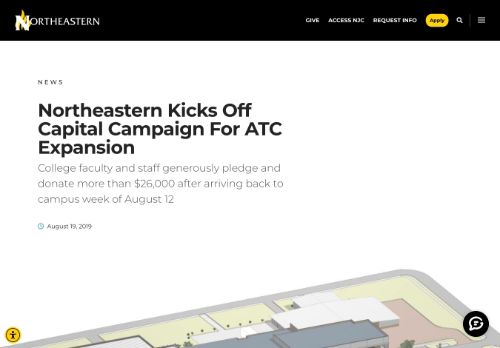 NORTHEASTERN
GIVE ACCESS NJC REQUEST INFO Apply
NEWS
Northeastern Kicks Off
Capital Campaign For ATC
Expansion
College faculty and staff generously pledge and
donate more than $26,000 after arriving back to
campus week of August 12
August 19, 2019